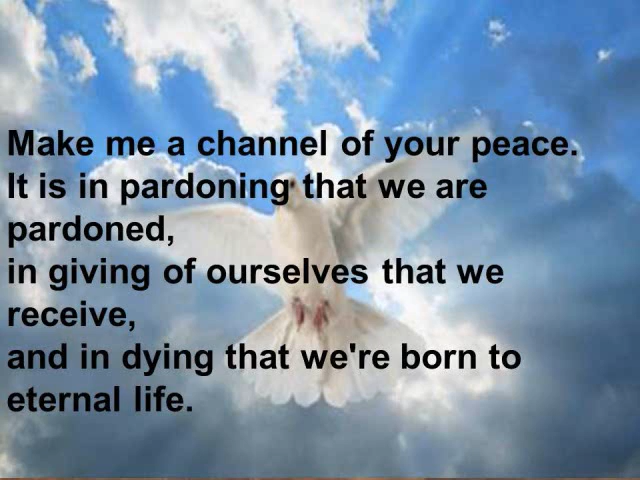 Make me a channel of your peace.
It is in pardoning that we are
pardoned,
in giving of ourselves that we
receive,
and in dying that we're born to
eternal life.